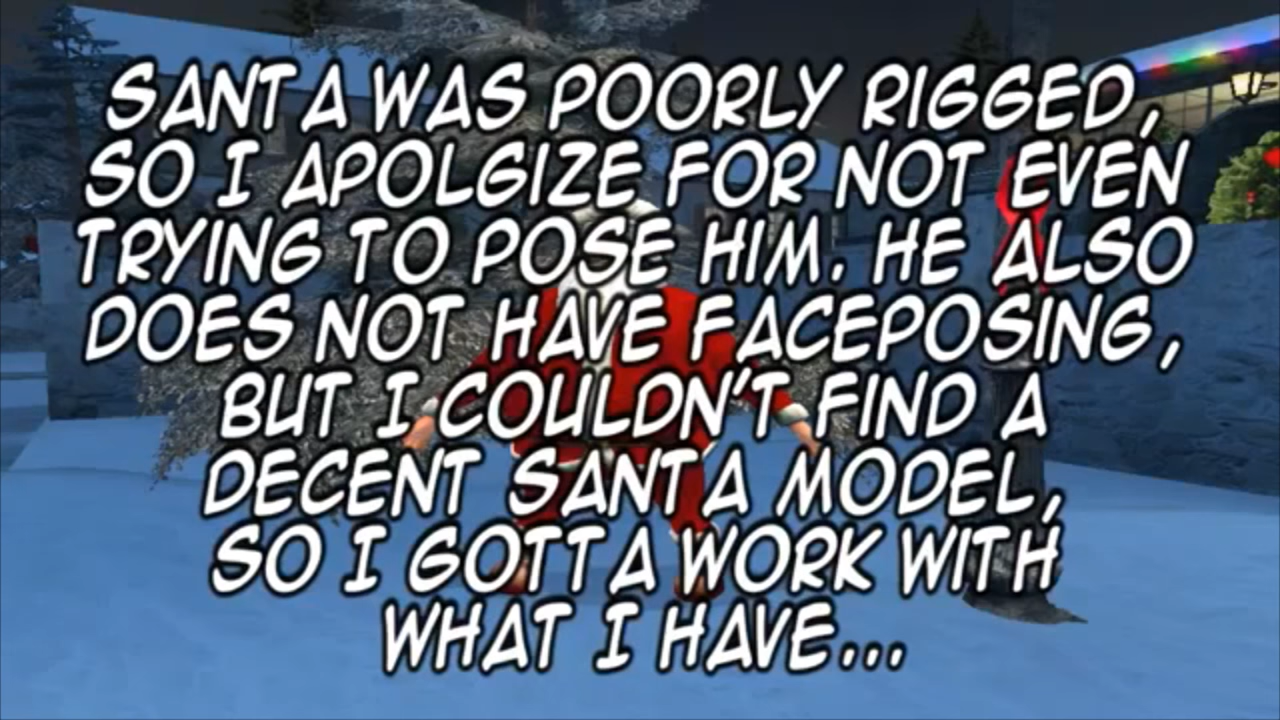 SANTA WAS POORLY RIGGED,
SO I APOLGIZE FOR NOT EVEN
TRYING TO POSE HIM. HE ALSO
DOES NOT HAVE FACEPOSING,
BUT I COULDN'T FIND A
DECENT SANTA MODEL,
SO I GOTTA WORK WITH
WHAT I HAVE...